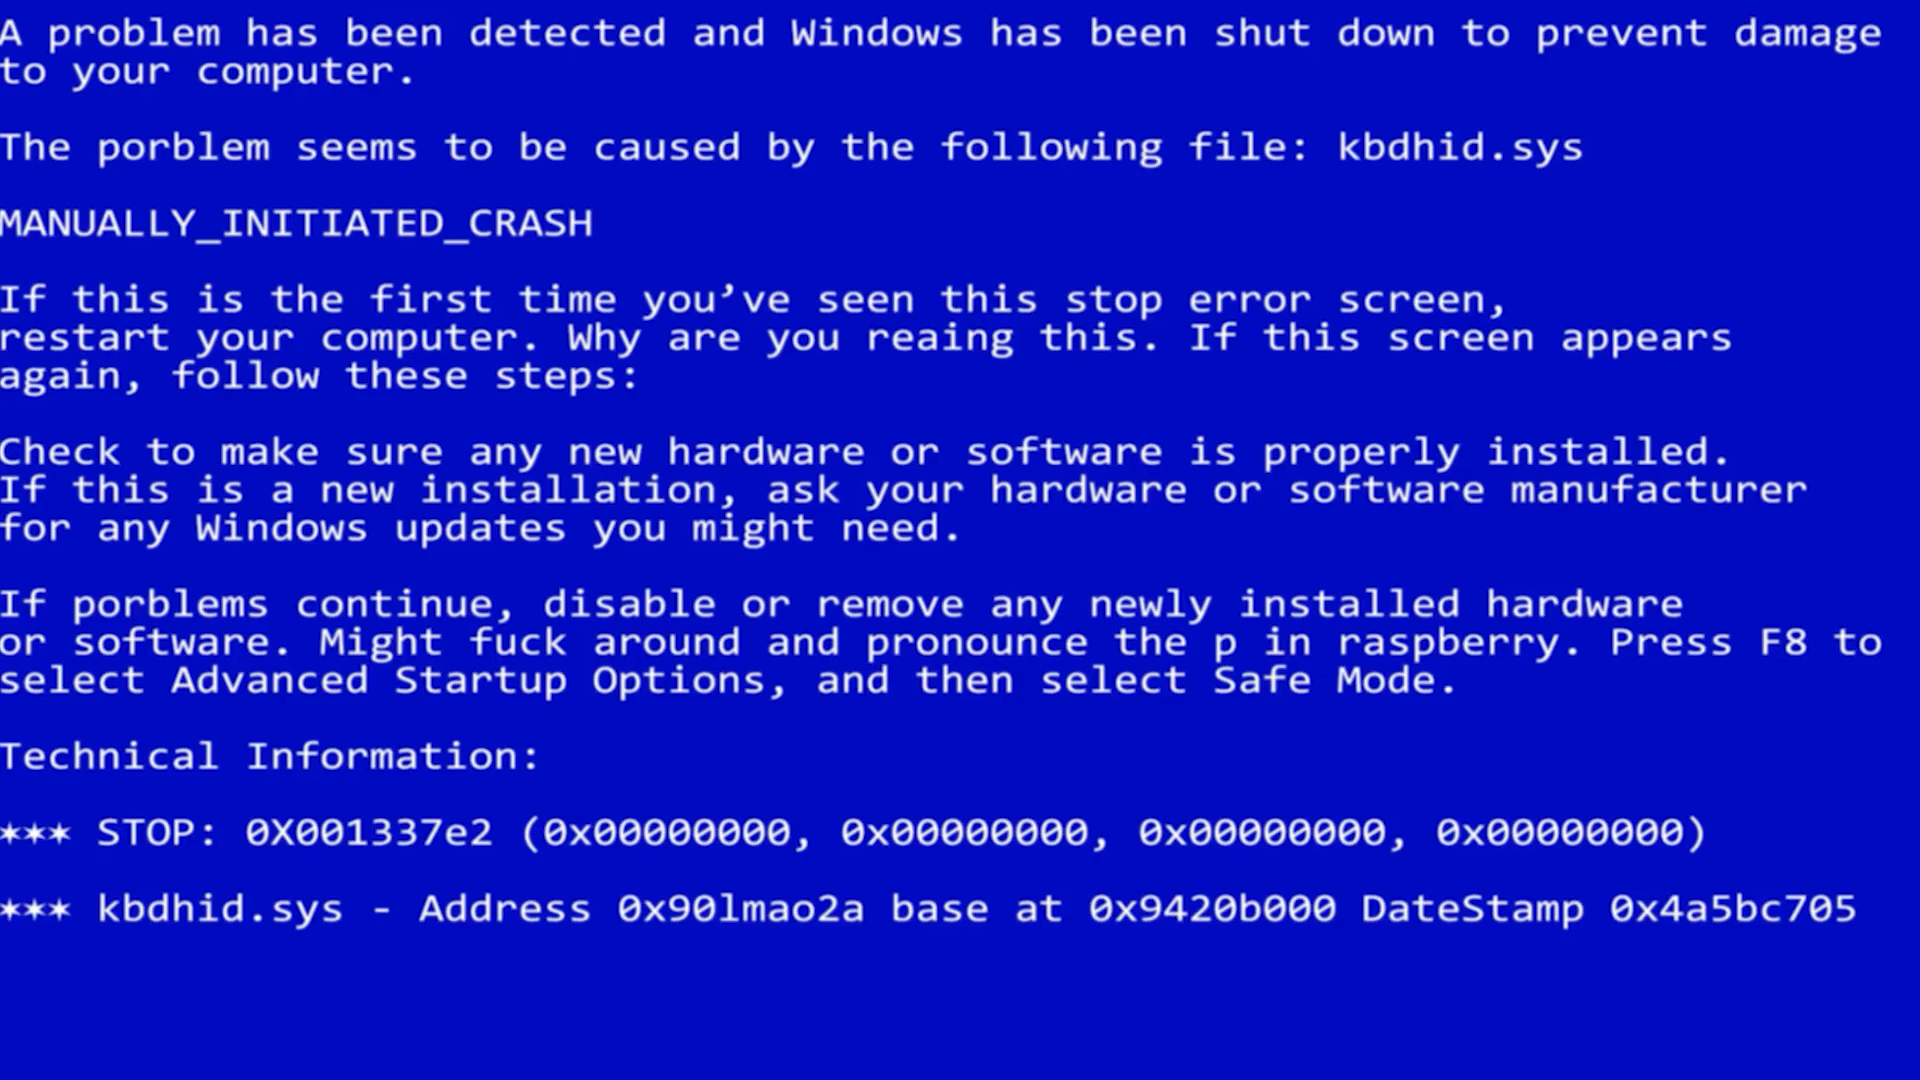 A problem has been detected and Windows has been shut down to prevent damage
to your computer.
The porblem seems to be caused by the following file: kbdhid.sys
MANUALLY_INITIATED_CRASH
If this is the first time you’ve seen this stop error screen,
restart your computer. Why are you reaing this. If this screen appears
again, follow these steps:
Check to make sure any new hardware or software is properly installed.
If this is a new installation, ask your hardware or software manufacturer
for any Windows updates you might need.
If porblems continue, disable or remove any newly installed hardware
or software. Might fuck around and pronounce the p in raspberry. Press F8 to
select Advanced Startup Options, and then select Safe Mode.
Technical Information:
*** STOP: 0X001337e2 (0x00000000, 0x00000000, 0x00000000, 0x00000000)
*** kbdhid.sys - Address 0x90lmao2a base at 0x9420b000 DateStamp 0x4a5bc705